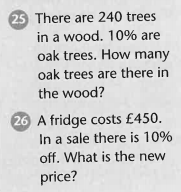 25 There are 240 trees
in a wood. 10% are
oak trees. How many
oak trees are there in
the wood?
26 A fridge costs £450.
In a sale there is 10%
off. What is the new
price?